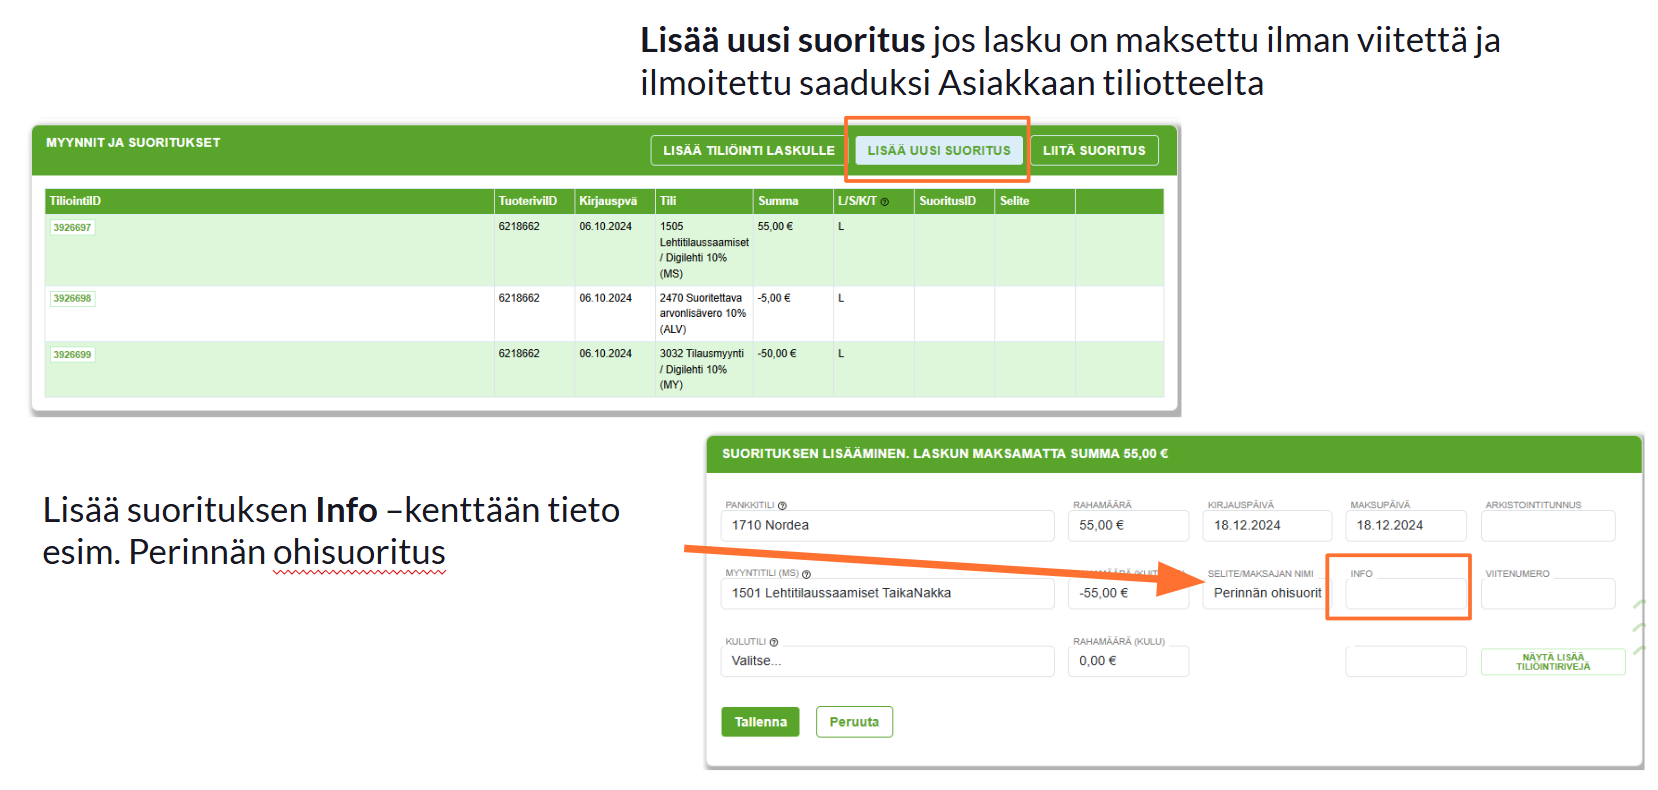 Lisää uusi suoritus jos lasku on maksettu ilman viitettä ja
ilmoitettu saaduksi Asiakkaan tiliotteelta
MYYNNIT JA SUORITUKSET
LISÄÄ TILIÖINTI LASKULLE
LISÄÄ UUSI SUORITUS
LIITÄ SUORITUS
TiliointiID TuoteriviID Kirjauspvä Tili Summa L/S/K/T SuoritusID Selite
3926697 6218662 06.10.2024 1505 55,00 € L
Lehtitilaussaamiset
/ Digilehti 10%
(MS)
3926698 6218662 06.10.2024 2470 Suoritettava -5,00 € L
arvonlisävero 10%
(ALV)
3926699 6218662 06.10.2024 3032 Tilausmyynti -50,00 € L
/ Digilehti 10%
(MY)
Lisää suorituksen Info –kenttään tieto
esim. Perinnän ohisuoritus
SUORITUKSEN LISÄÄMINEN. LASKUN MAKSAMATTA SUMMA 55,00 €
PANKKITILI RAHAMÄÄRÄ KIRJAUSPÄIVÄ MAKSUPÄIVÄ ARKISTOINTITUNNUS
1710 Nordea 55,00 € 18.12.2024 18.12.2024
MYYNTITILI (MS) SELITE/MAKSAJAN NIMI INFO VIITENUMERO
1501 Lehtitilaussaamiset TaikaNakka -55,00 € Perinnän ohisuorit
KULUTILI RAHAMÄÄRÄ (KULU)
Valitse... 0,00 €
NÄYTÄ LISÄÄ
TILIÖINTIRIVEJÄ
Tallenna Peruuta